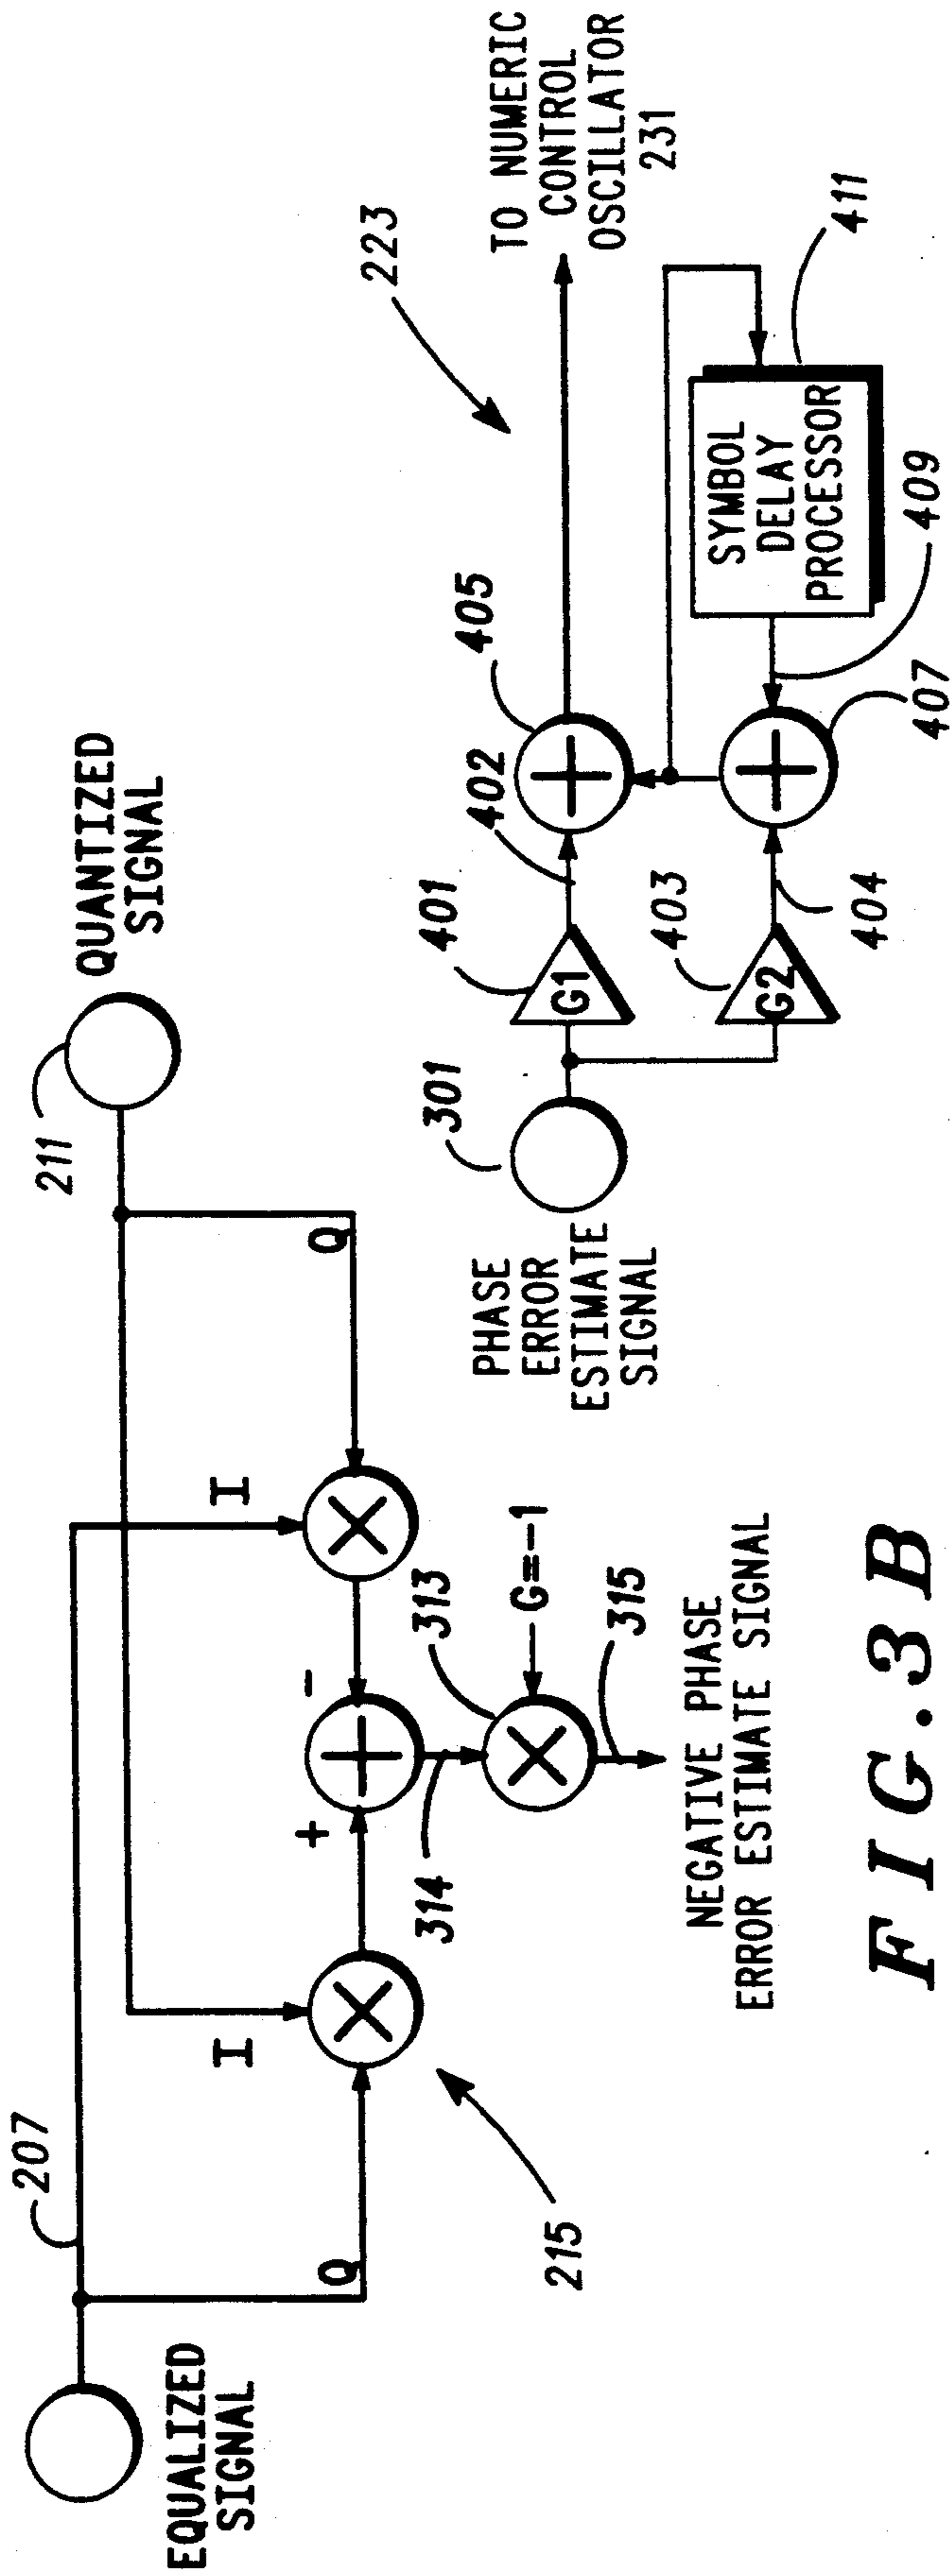 207
EQUALIZED
SIGNAL
Q
215
I
+
-
314
313
G=-1
315
NEGATIVE PHASE
ERROR ESTIMATE SIGNAL
I
Q
211
QUANTIZED
SIGNAL
FIG.3B
PHASE
ERROR
ESTIMATE
SIGNAL
301
401
G1
402
405
403
G2
404
407
409
SYMBOL
DELAY
PROCESSOR
411
223
TO NUMERIC
CONTROL
OSCILLATOR
231